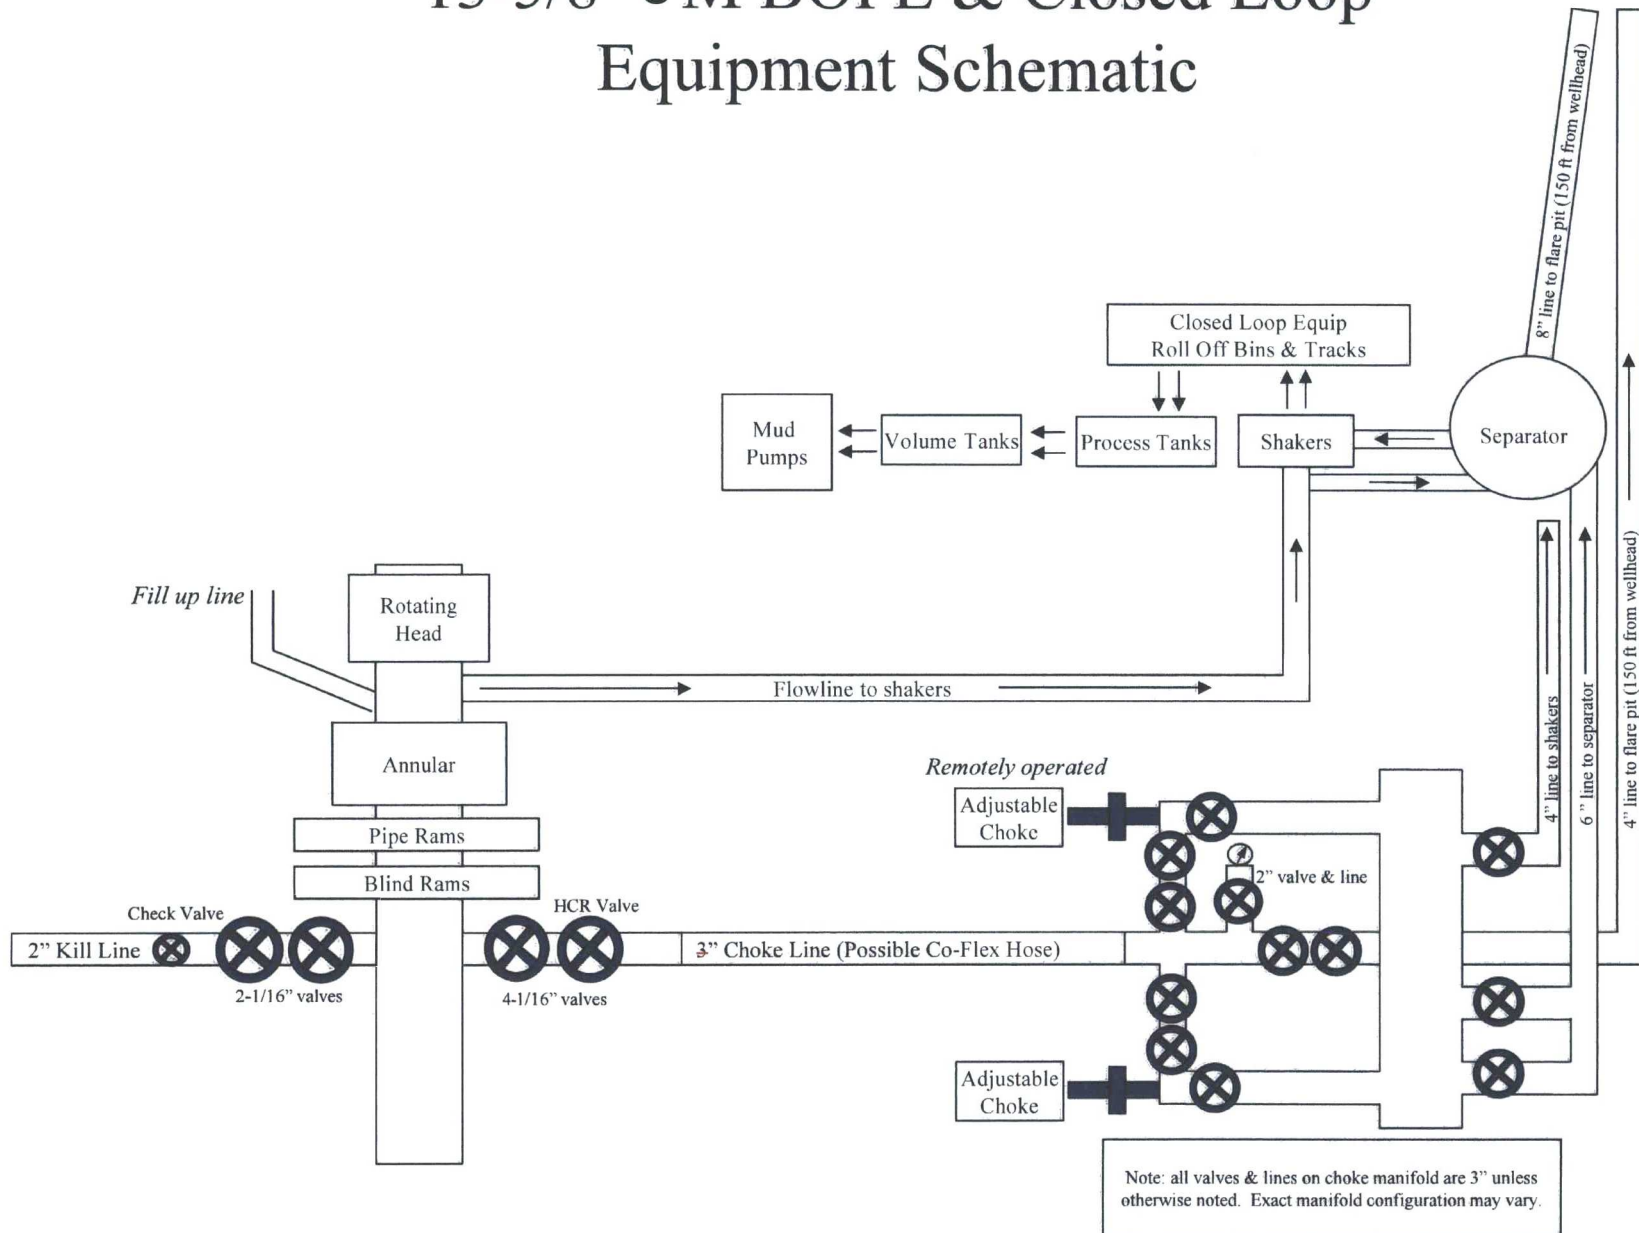 BOPE & Closed Loop
Equipment Schematic
8” line to flare pit (150 ft from wellhead)
Closed Loop Equip
Roll Off Bins & Tracks
Mud
Pumps
Volume Tanks
Process Tanks
Shakers
Separator
Fill up line
Rotating
Head
Flowline to shakers
Annular
Pipe Rams
Blind Rams
Remotely operated
Adjustable
Choke
2” valve & line
4” line to shakers
6” line to separator
4” line to flare pit (150 ft from wellhead)
Check Valve
HCR Valve
2” Kill Line
3” Choke Line (Possible Co-Flex Hose)
2-1/16” valves
4-1/16” valves
Adjustable
Choke
Note: all valves & lines on choke manifold are 3” unless
otherwise noted. Exact manifold configuration may vary.